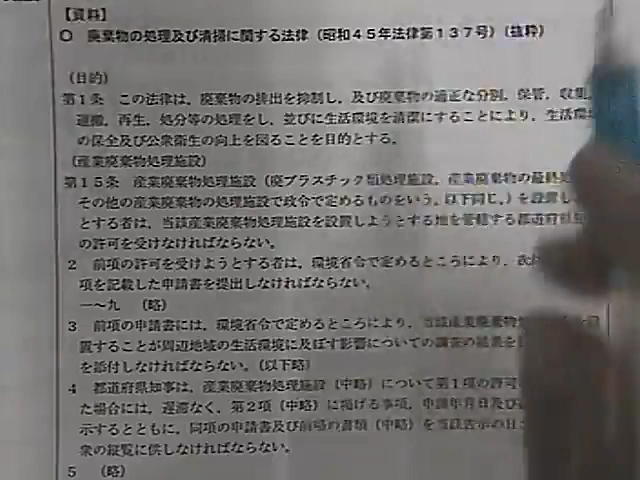 【資料】
○ 廃棄物の処理及び清掃に関する法律（昭和４５年法律第１３７号）（抜粋）
（目的）
第１条 この法律は、廃棄物の排出を抑制し、及び廃棄物の適正な分別、保管、収集、
運搬、再生、処分等の処理をし、並びに生活環境を清潔にすることにより、生活環
の保全及び公衆衛生の向上を図ることを目的とする。
（産業廃棄物処理施設）
第１５条 産業廃棄物処理施設（廃プラスチック類処理施設、産業廃棄物の最終処
その他の産業廃棄物の処理施設で政令で定めるものをいう。以下同じ。）を設置し
とする者は、当該産業廃棄物処理施設を設置しようとする地を管轄する都道府県
の許可を受けなければならない。
２ 前項の許可を受けようとする者は、環境省令で定めるところにより、次
項を記載した申請書を提出しなければならない。
一～九 （略）
３ 前項の申請書には、環境省令で定めるところにより、当該産業廃棄物
置することが周辺地域の生活環境に及ぼす影響についての調査の結果を
を添付しなければならない。（以下略）
４ 都道府県知事は、産業廃棄物処理施設（中略）について第１項の許可
た場合には、遅滞なく、第２項（中略）に掲げる事項、申請年月日及び
示するとともに、同項の申請書及び前項の書類（中略）を当該告示の日
衆の縦覧に供しなければならない。
５ （略）